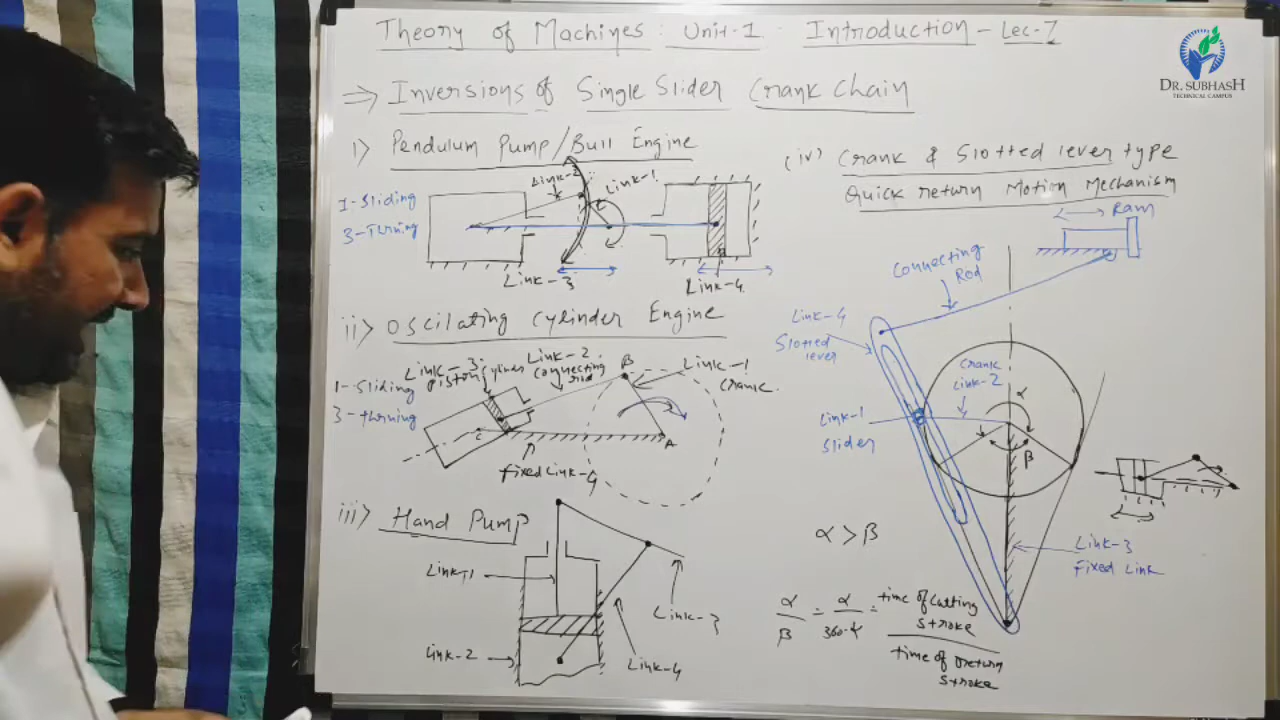 Theory of Machines : Unit-1 Introduction - Lec-7
DR. SUBHASH
TECHNICAL CAMPUS
⇒ Inversions of Single Slider Crank Chain
i) Pendulum Pump/Bull Engine
1-Sliding
3-Turning
Link-2
Link-1
Link-3
Link-4
ii) Oscilating Cylinder Engine
1-Sliding
3-Turning
Link-3
piston
Link-2
connecting
rod
B
Link-1
crank
C
A
fixed Link-4
iii) Hand Pump
Link-1
Link-2
Link-3
Link-4
(iv) Crank & Slotted lever type
Quick return Motion Mechanism
Ram
Connecting
Rod
Link-4
Slotted
lever
Crank
Link-2
α
Link-1
Slider
β
Link-3
Fixed Link
α > β
α/β = α/360-α = time of Cutting
stroke
time of return
stroke